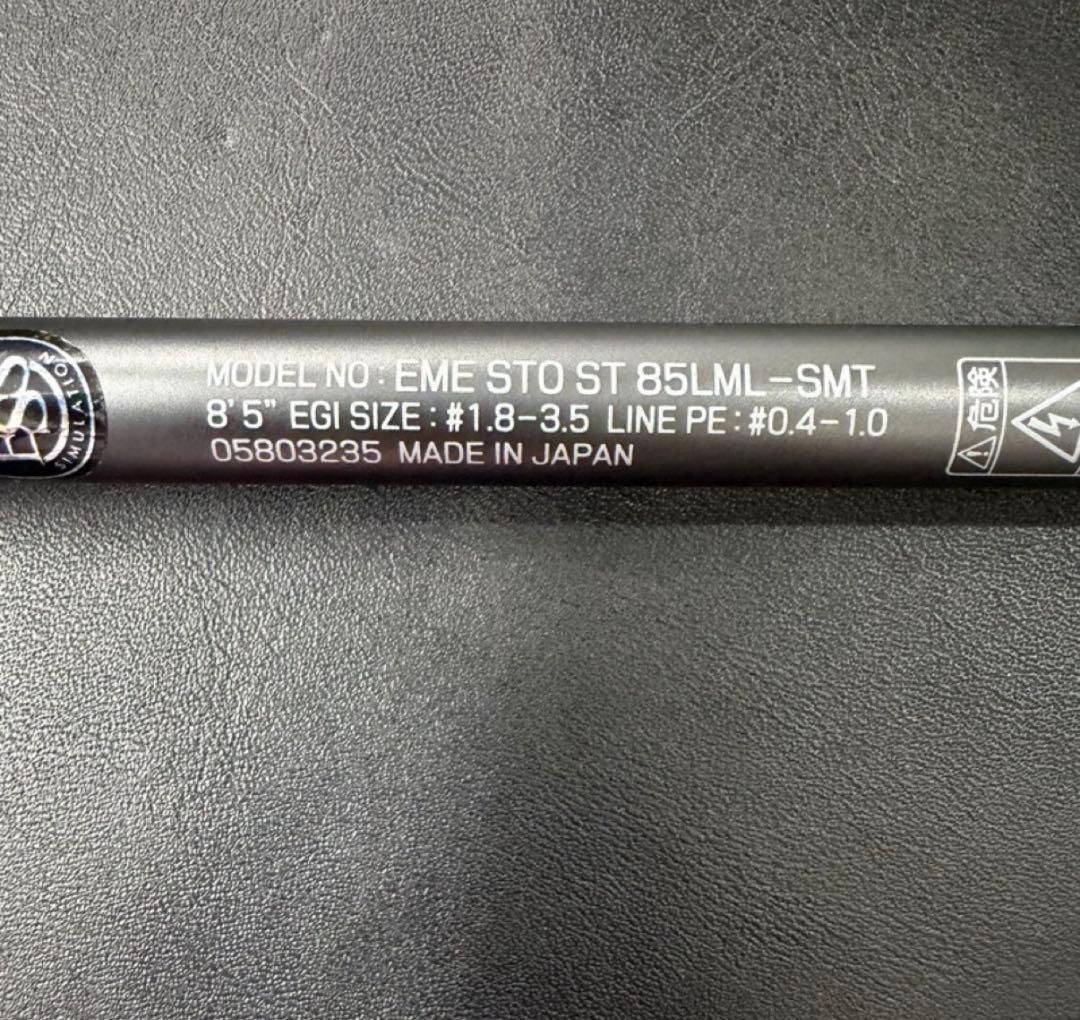 SIMULATION
MODEL NO : EME STO ST 85LML-SMT
8'5" EGI SIZE : #1.8-3.5 LINE PE : #0.4-1.0
05803235 MADE IN JAPAN
危険